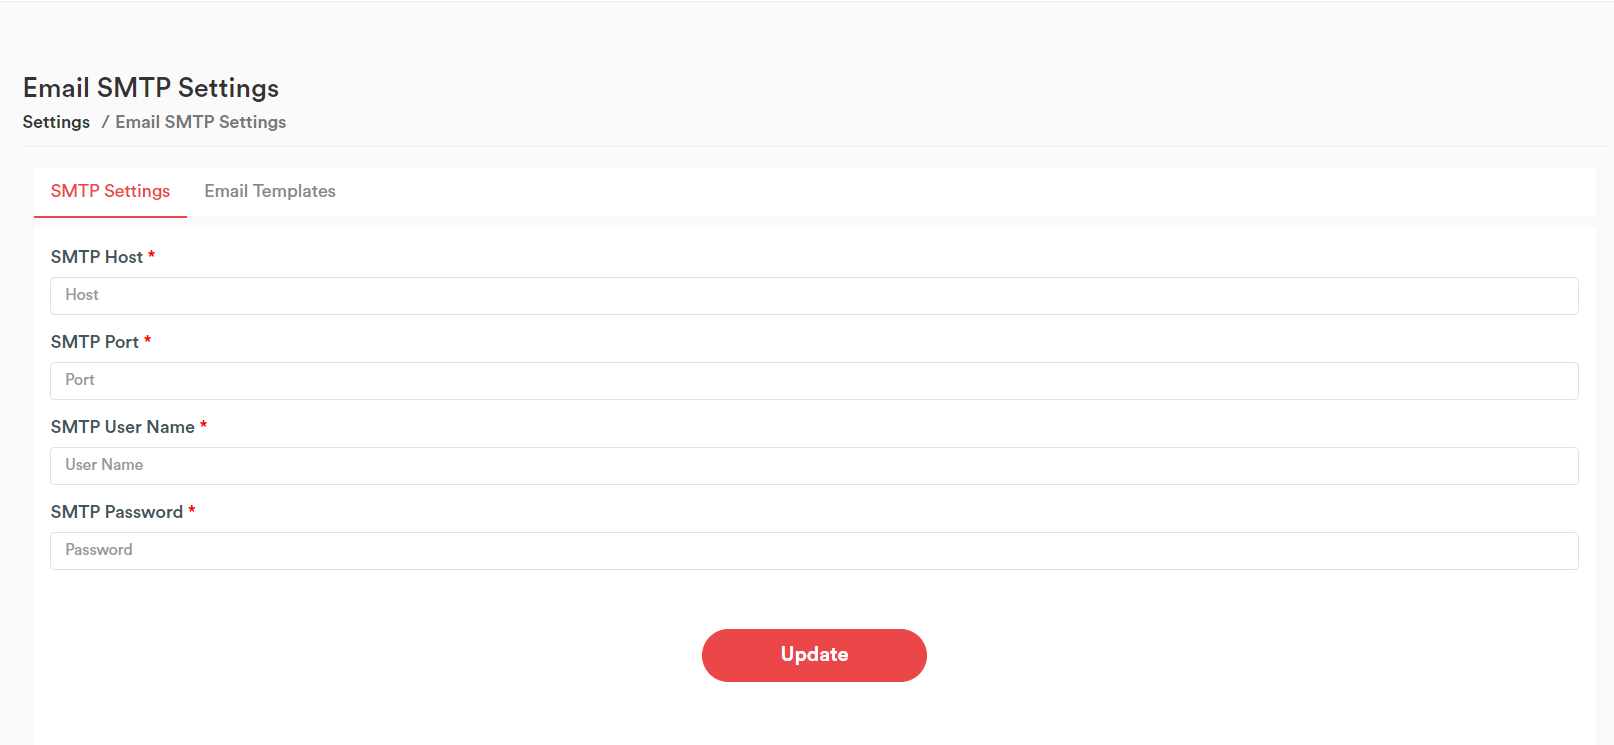 Email SMTP Settings
Settings / Email SMTP Settings
SMTP Settings Email Templates
SMTP Host *
Host
SMTP Port *
Port
SMTP User Name *
User Name
SMTP Password *
Password
Update